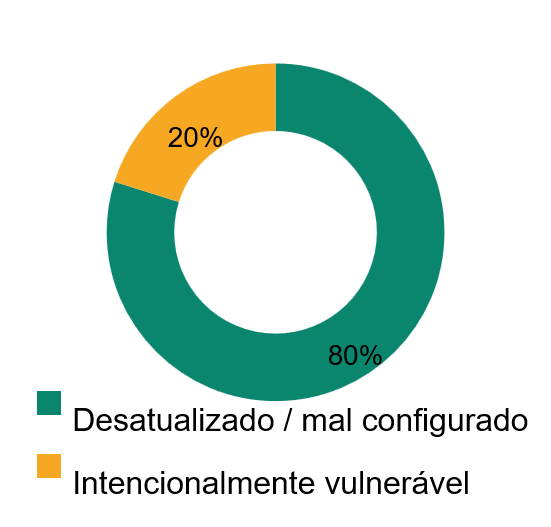 20%
80%
Desatualizado / mal configurado
Intencionalmente vulnerável